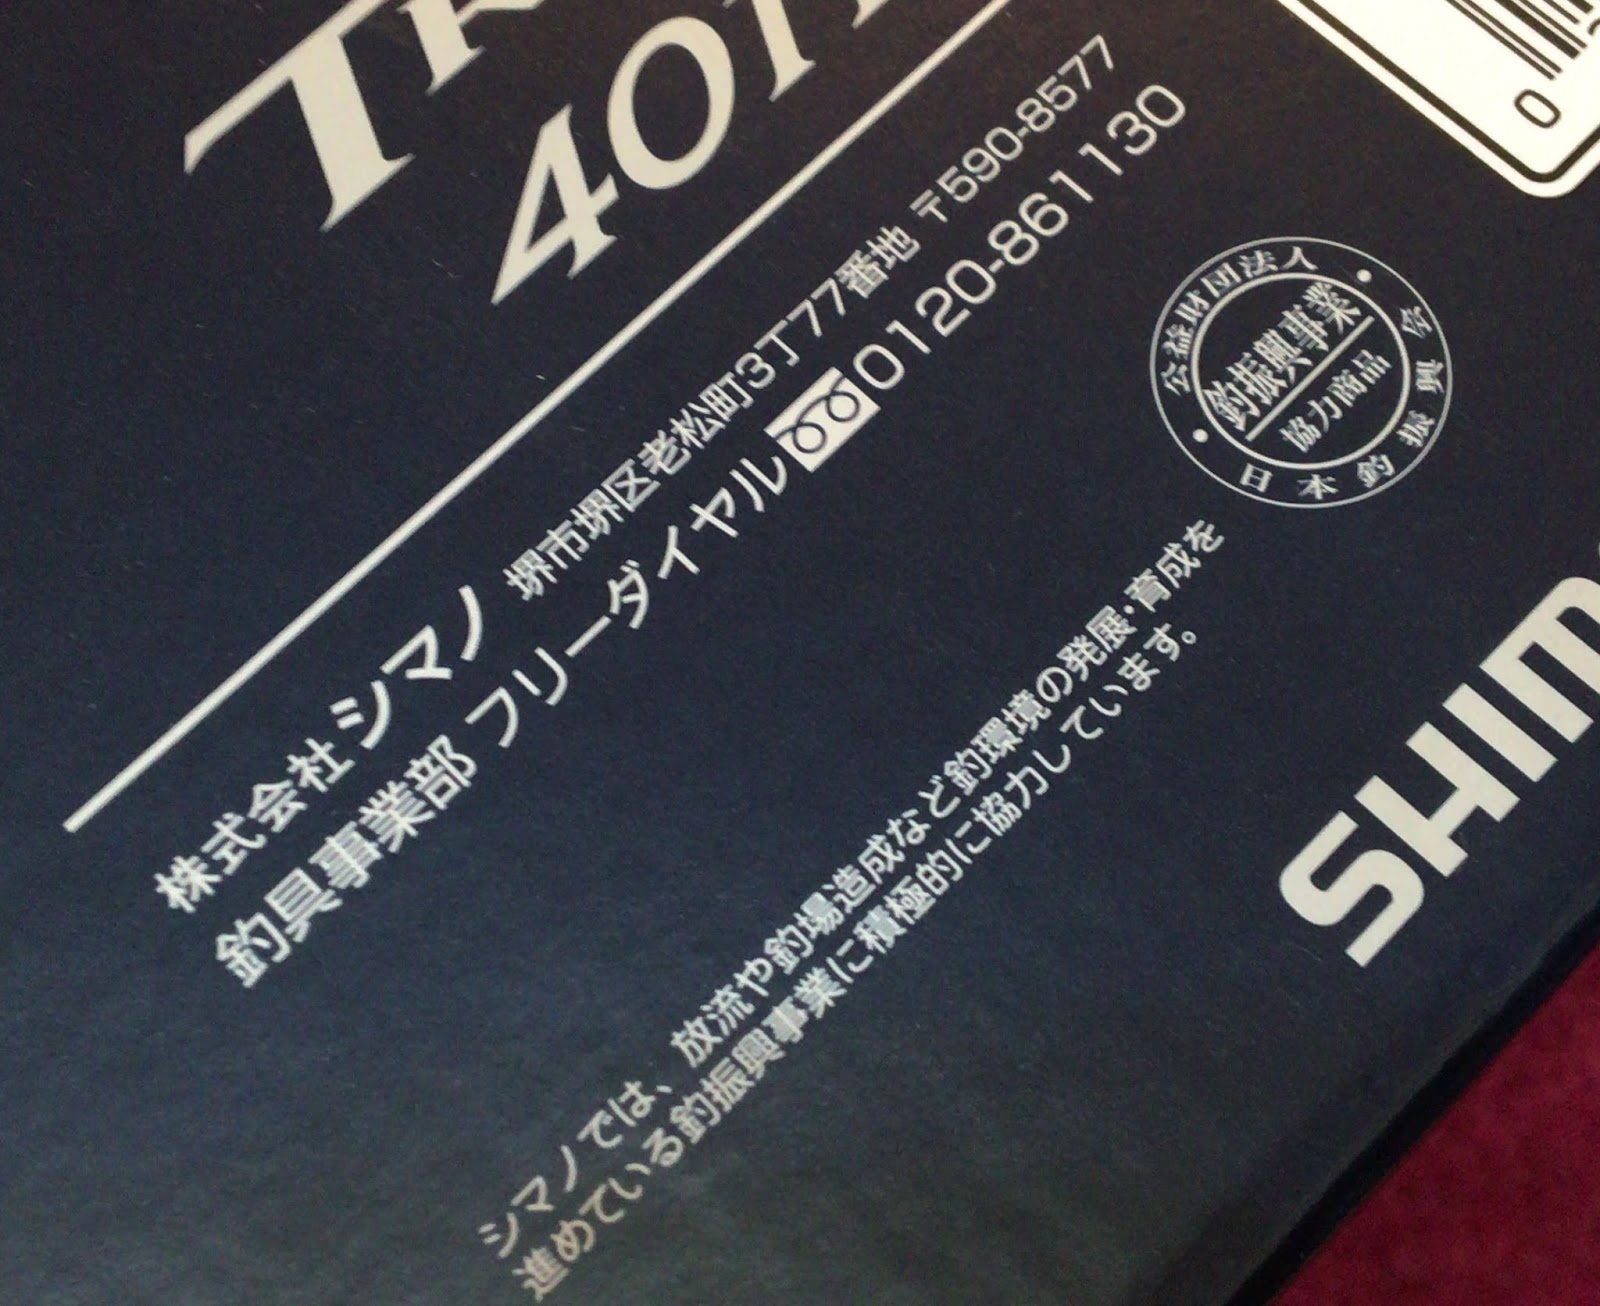 TR
401
株式会社シマノ 堺市堺区老松町3丁77番地 〒590-8577
釣具事業部 フリーダイヤル 0120-861130
公益財団法人
釣振興事業
協力商品
日本釣振興会
シマノでは、放流や釣場造成など釣環境の発展・育成を
進めている釣振興事業に積極的に協力しています。
SHIM
0